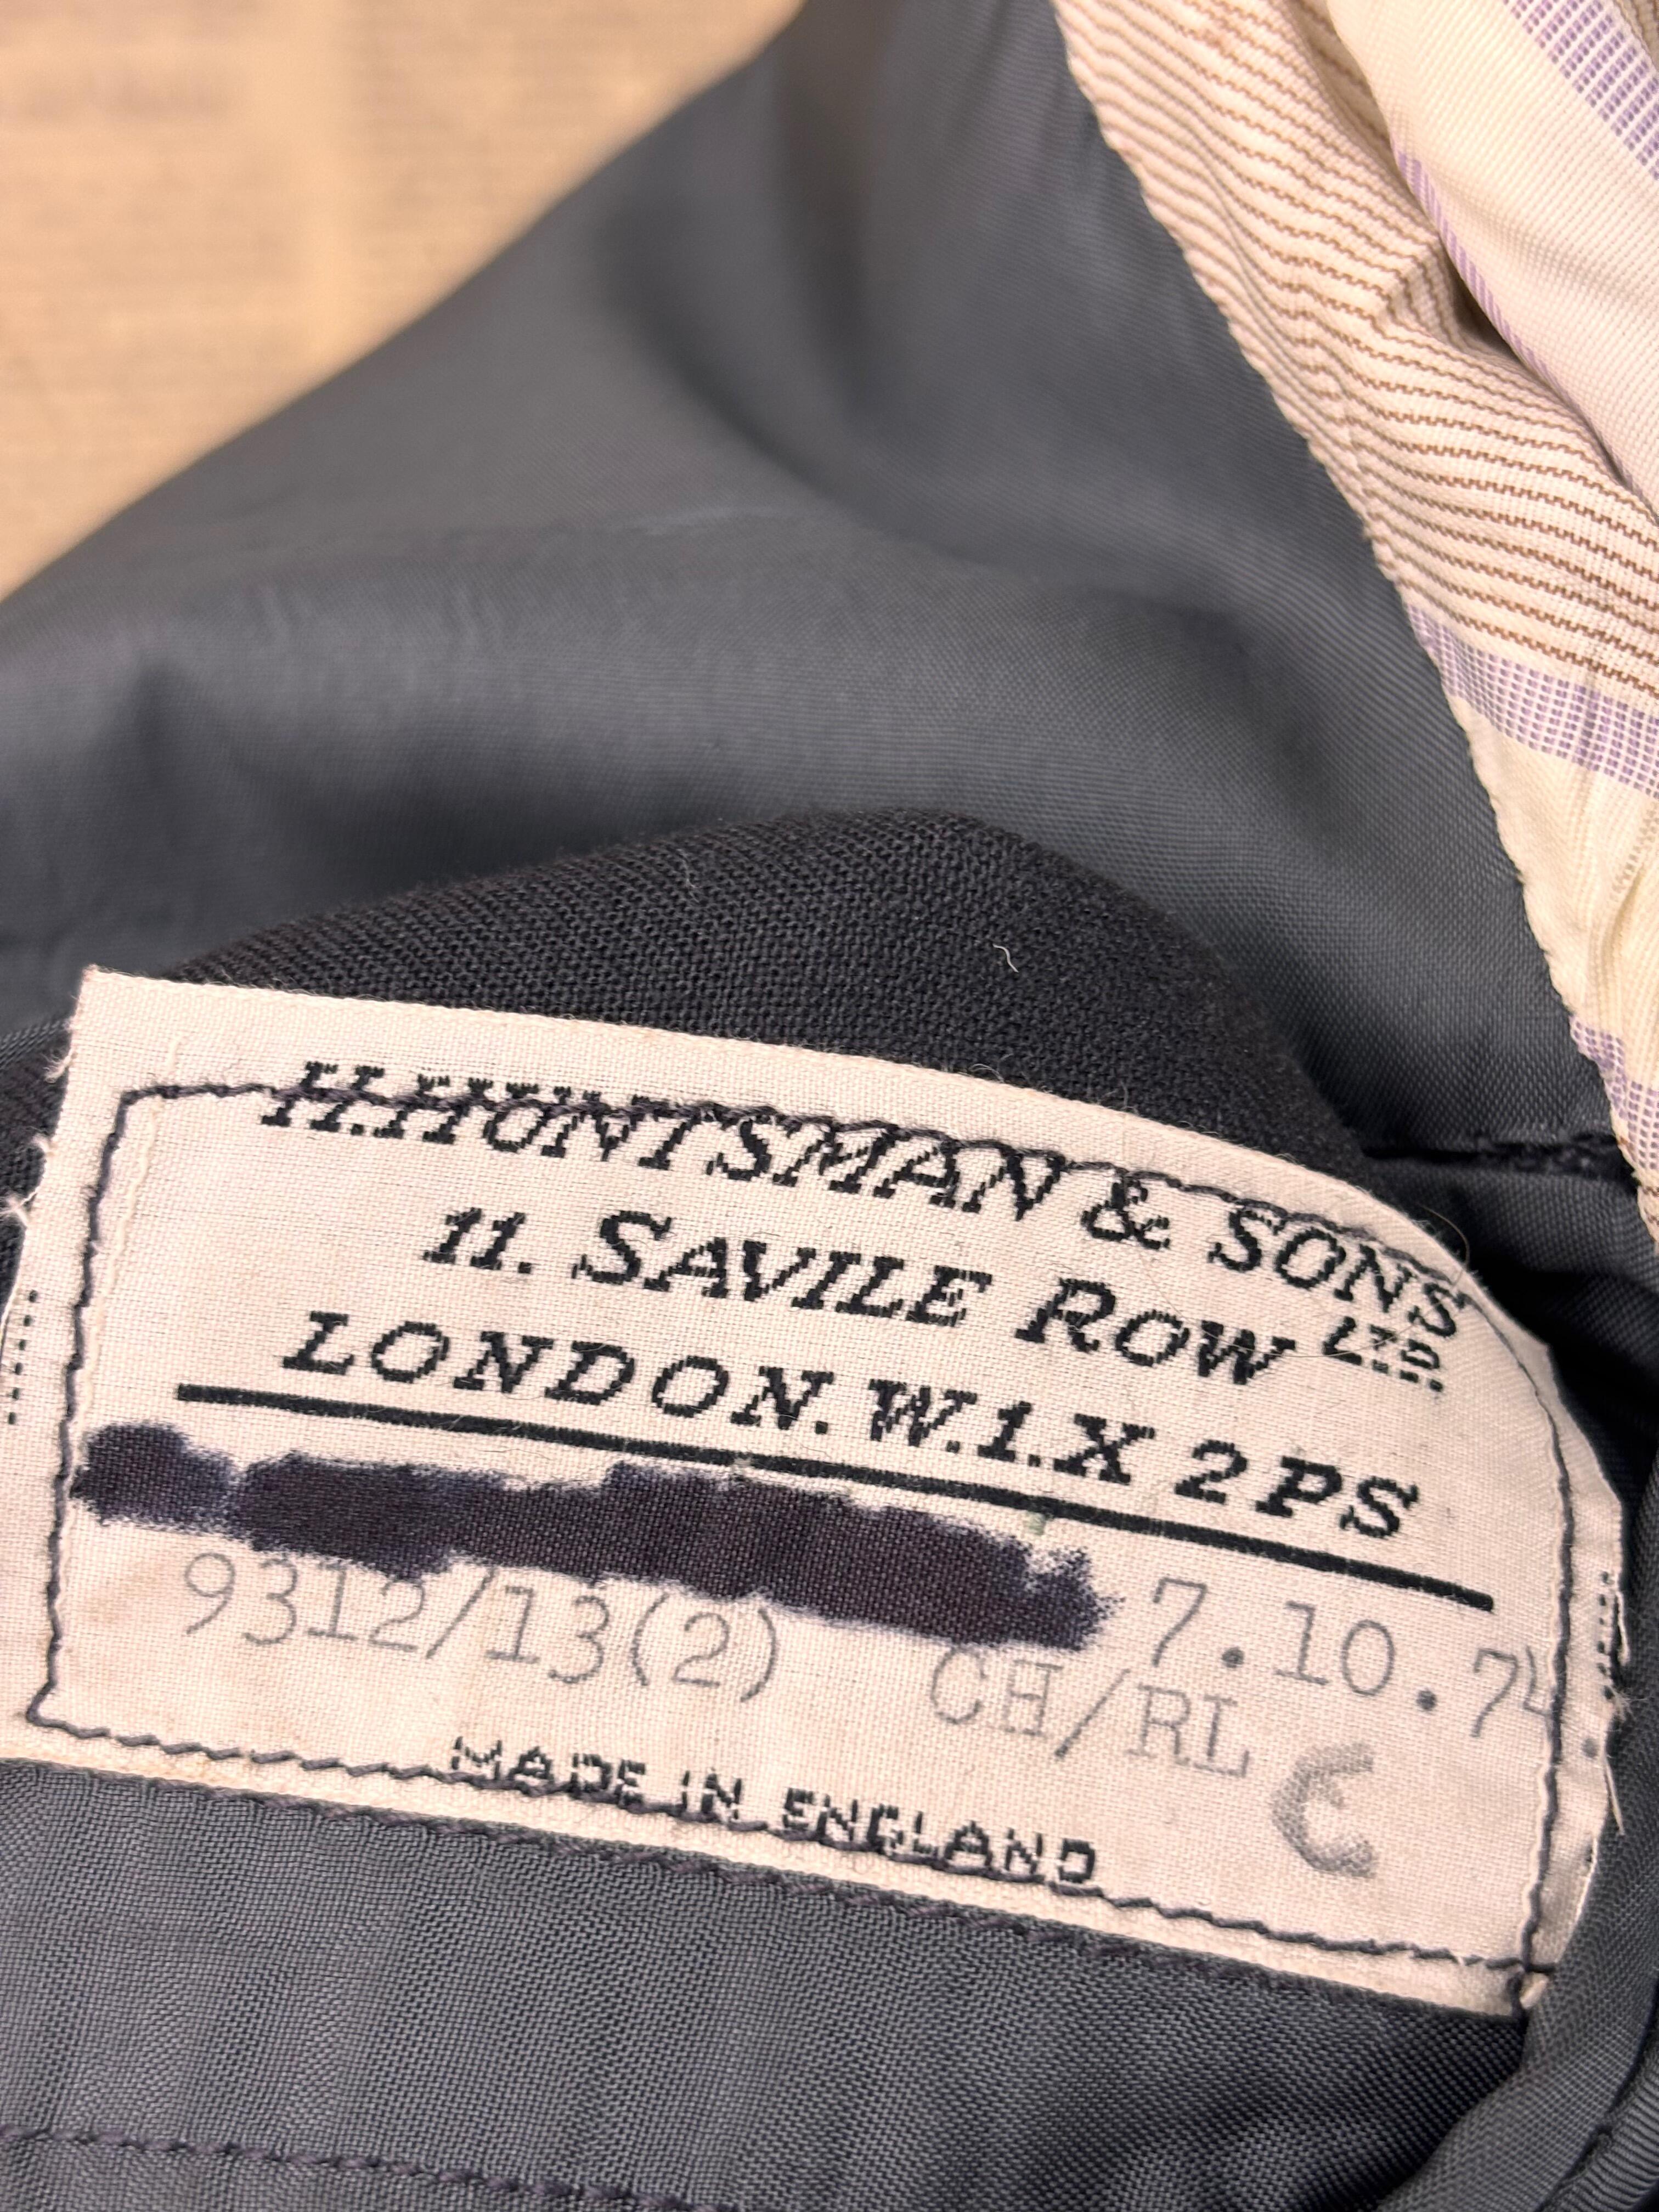 H. HUNTSMAN & SONS LTD.
11. SAVILE ROW
LONDON. W.1.X 2PS
7.10.74
9312/13(2) CH/RL
C
MADE IN ENGLAND